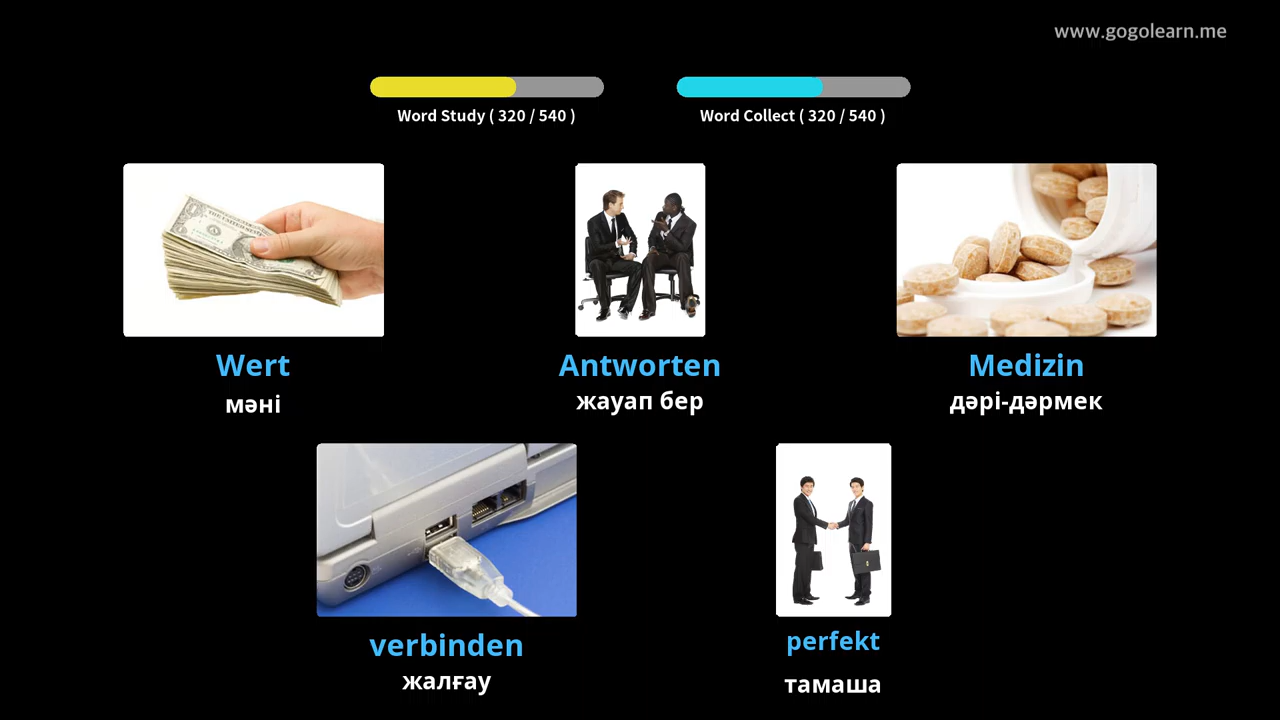 www.gogolearn.me
Word Study ( 320 / 540 )
Word Collect ( 320 / 540 )
Wert
мәні
Antworten
жауап бер
Medizin
дәрі-дәрмек
verbinden
жалғау
perfekt
тамаша